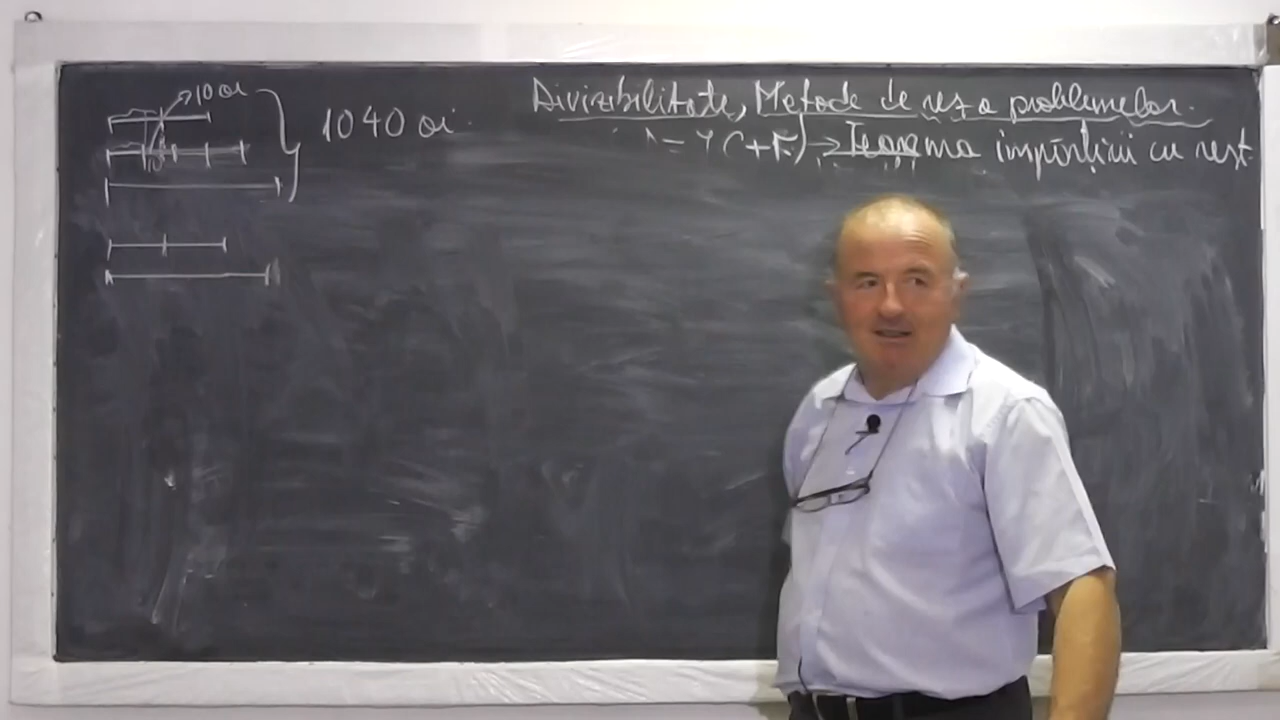 10 oi
1040 oi
Divizibilitate, Metode de rez a problemelor.
Teorema împărțirii cu rest